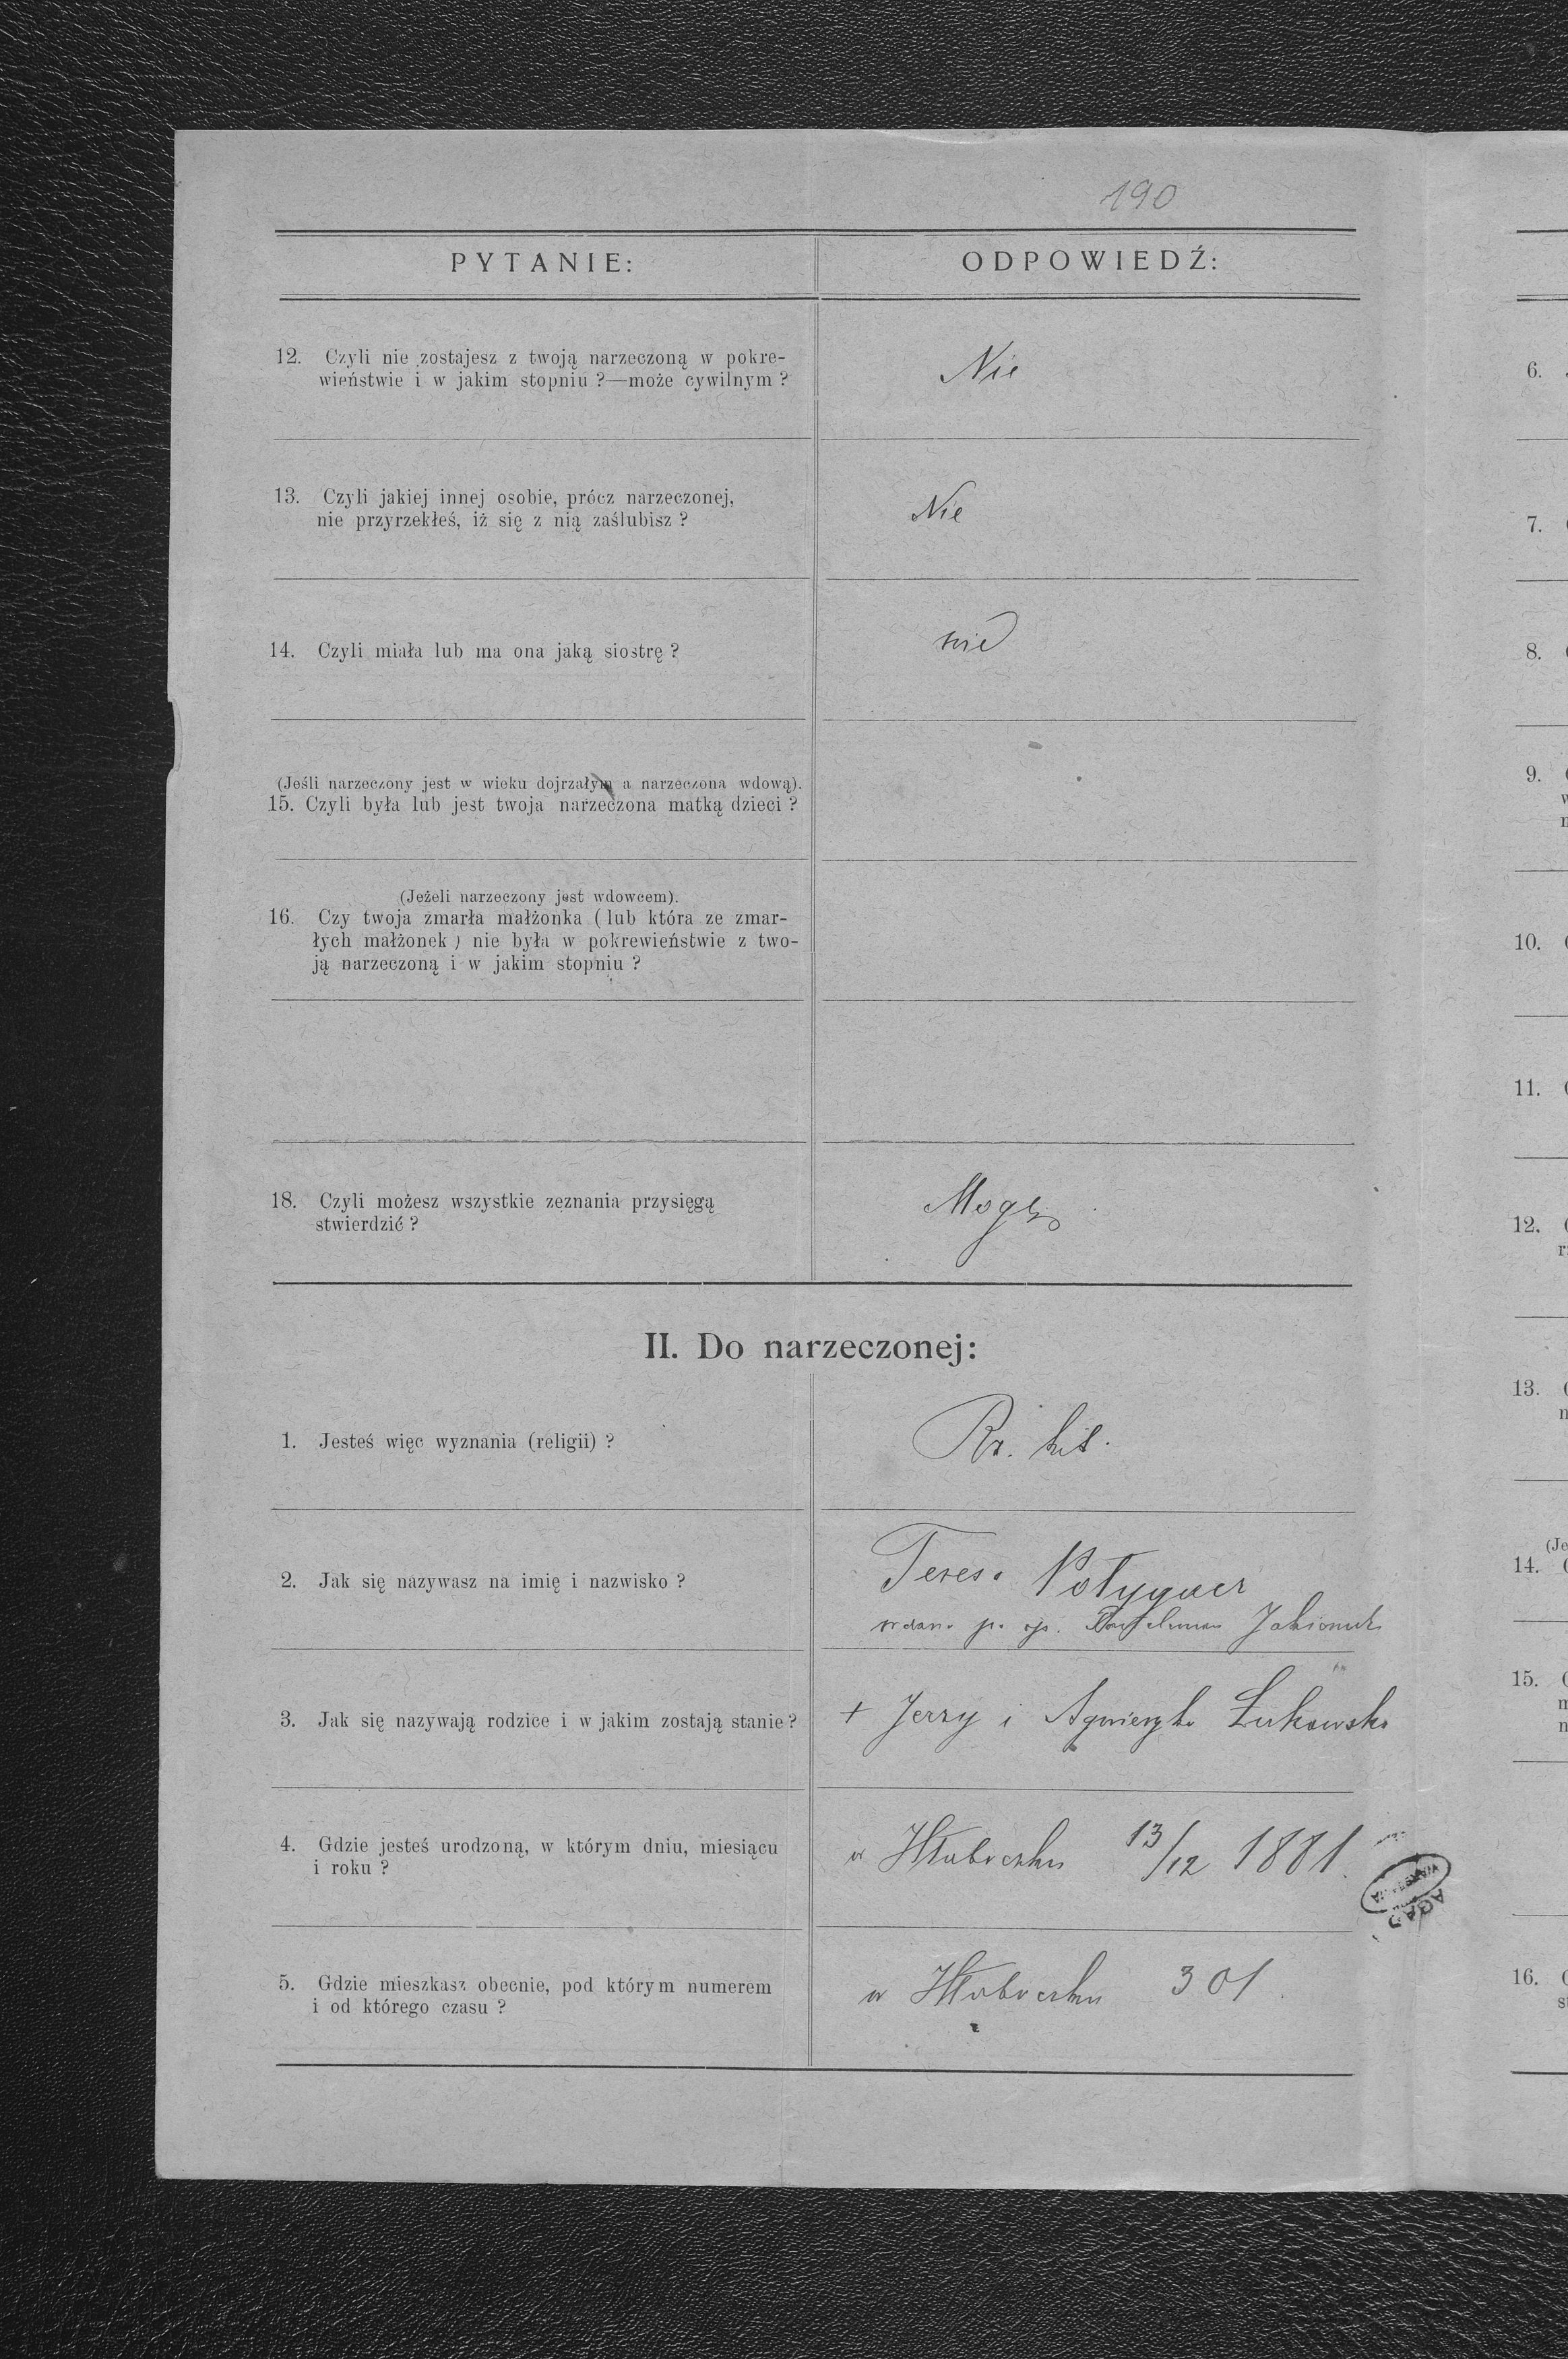 190
PYTANIE:
ODPOWIEDŹ:
12. Czyli nie zostajesz z twoją narzeczoną w pokre-
wieństwie i w jakim stopniu ?—może cywilnym ?
Nie
13. Czyli jakiej innej osobie, prócz narzeczonej,
nie przyrzekłeś, iż się z nią zaślubisz ?
Nie
14. Czyli miała lub ma ona jaką siostrę ?
nie
(Jeśli narzeczony jest w wieku dojrzałym a narzeczona wdową).
15. Czyli była lub jest twoja narzeczona matką dzieci ?
(Jeżeli narzeczony jest wdowcem).
16. Czy twoja zmarła małżonka ( lub która ze zmar-
łych małżonek ) nie była w pokrewieństwie z two-
ją narzeczoną i w jakim stopniu ?
18. Czyli możesz wszystkie zeznania przysięgą
stwierdzić ?
Mogę
II. Do narzeczonej:
1. Jesteś więc wyznania (religii) ?
Rz. kat.
2. Jak się nazywasz na imię i nazwisko ?
Teresa
p. op. Jakiomuk
3. Jak się nazywają rodzice i w jakim zostają stanie ?
+ Jerzy i Agnieszka Łukowska
4. Gdzie jesteś urodzoną, w którym dniu, miesiącu
i roku ?
w Hłuboczku 13/12 1881
5. Gdzie mieszkasz obecnie, pod którym numerem
i od którego czasu ?
w Hłuboczku 301
AGAD
6.
7.
8.
9.
10.
11.
12.
13.
(Je
14.
15.
16.